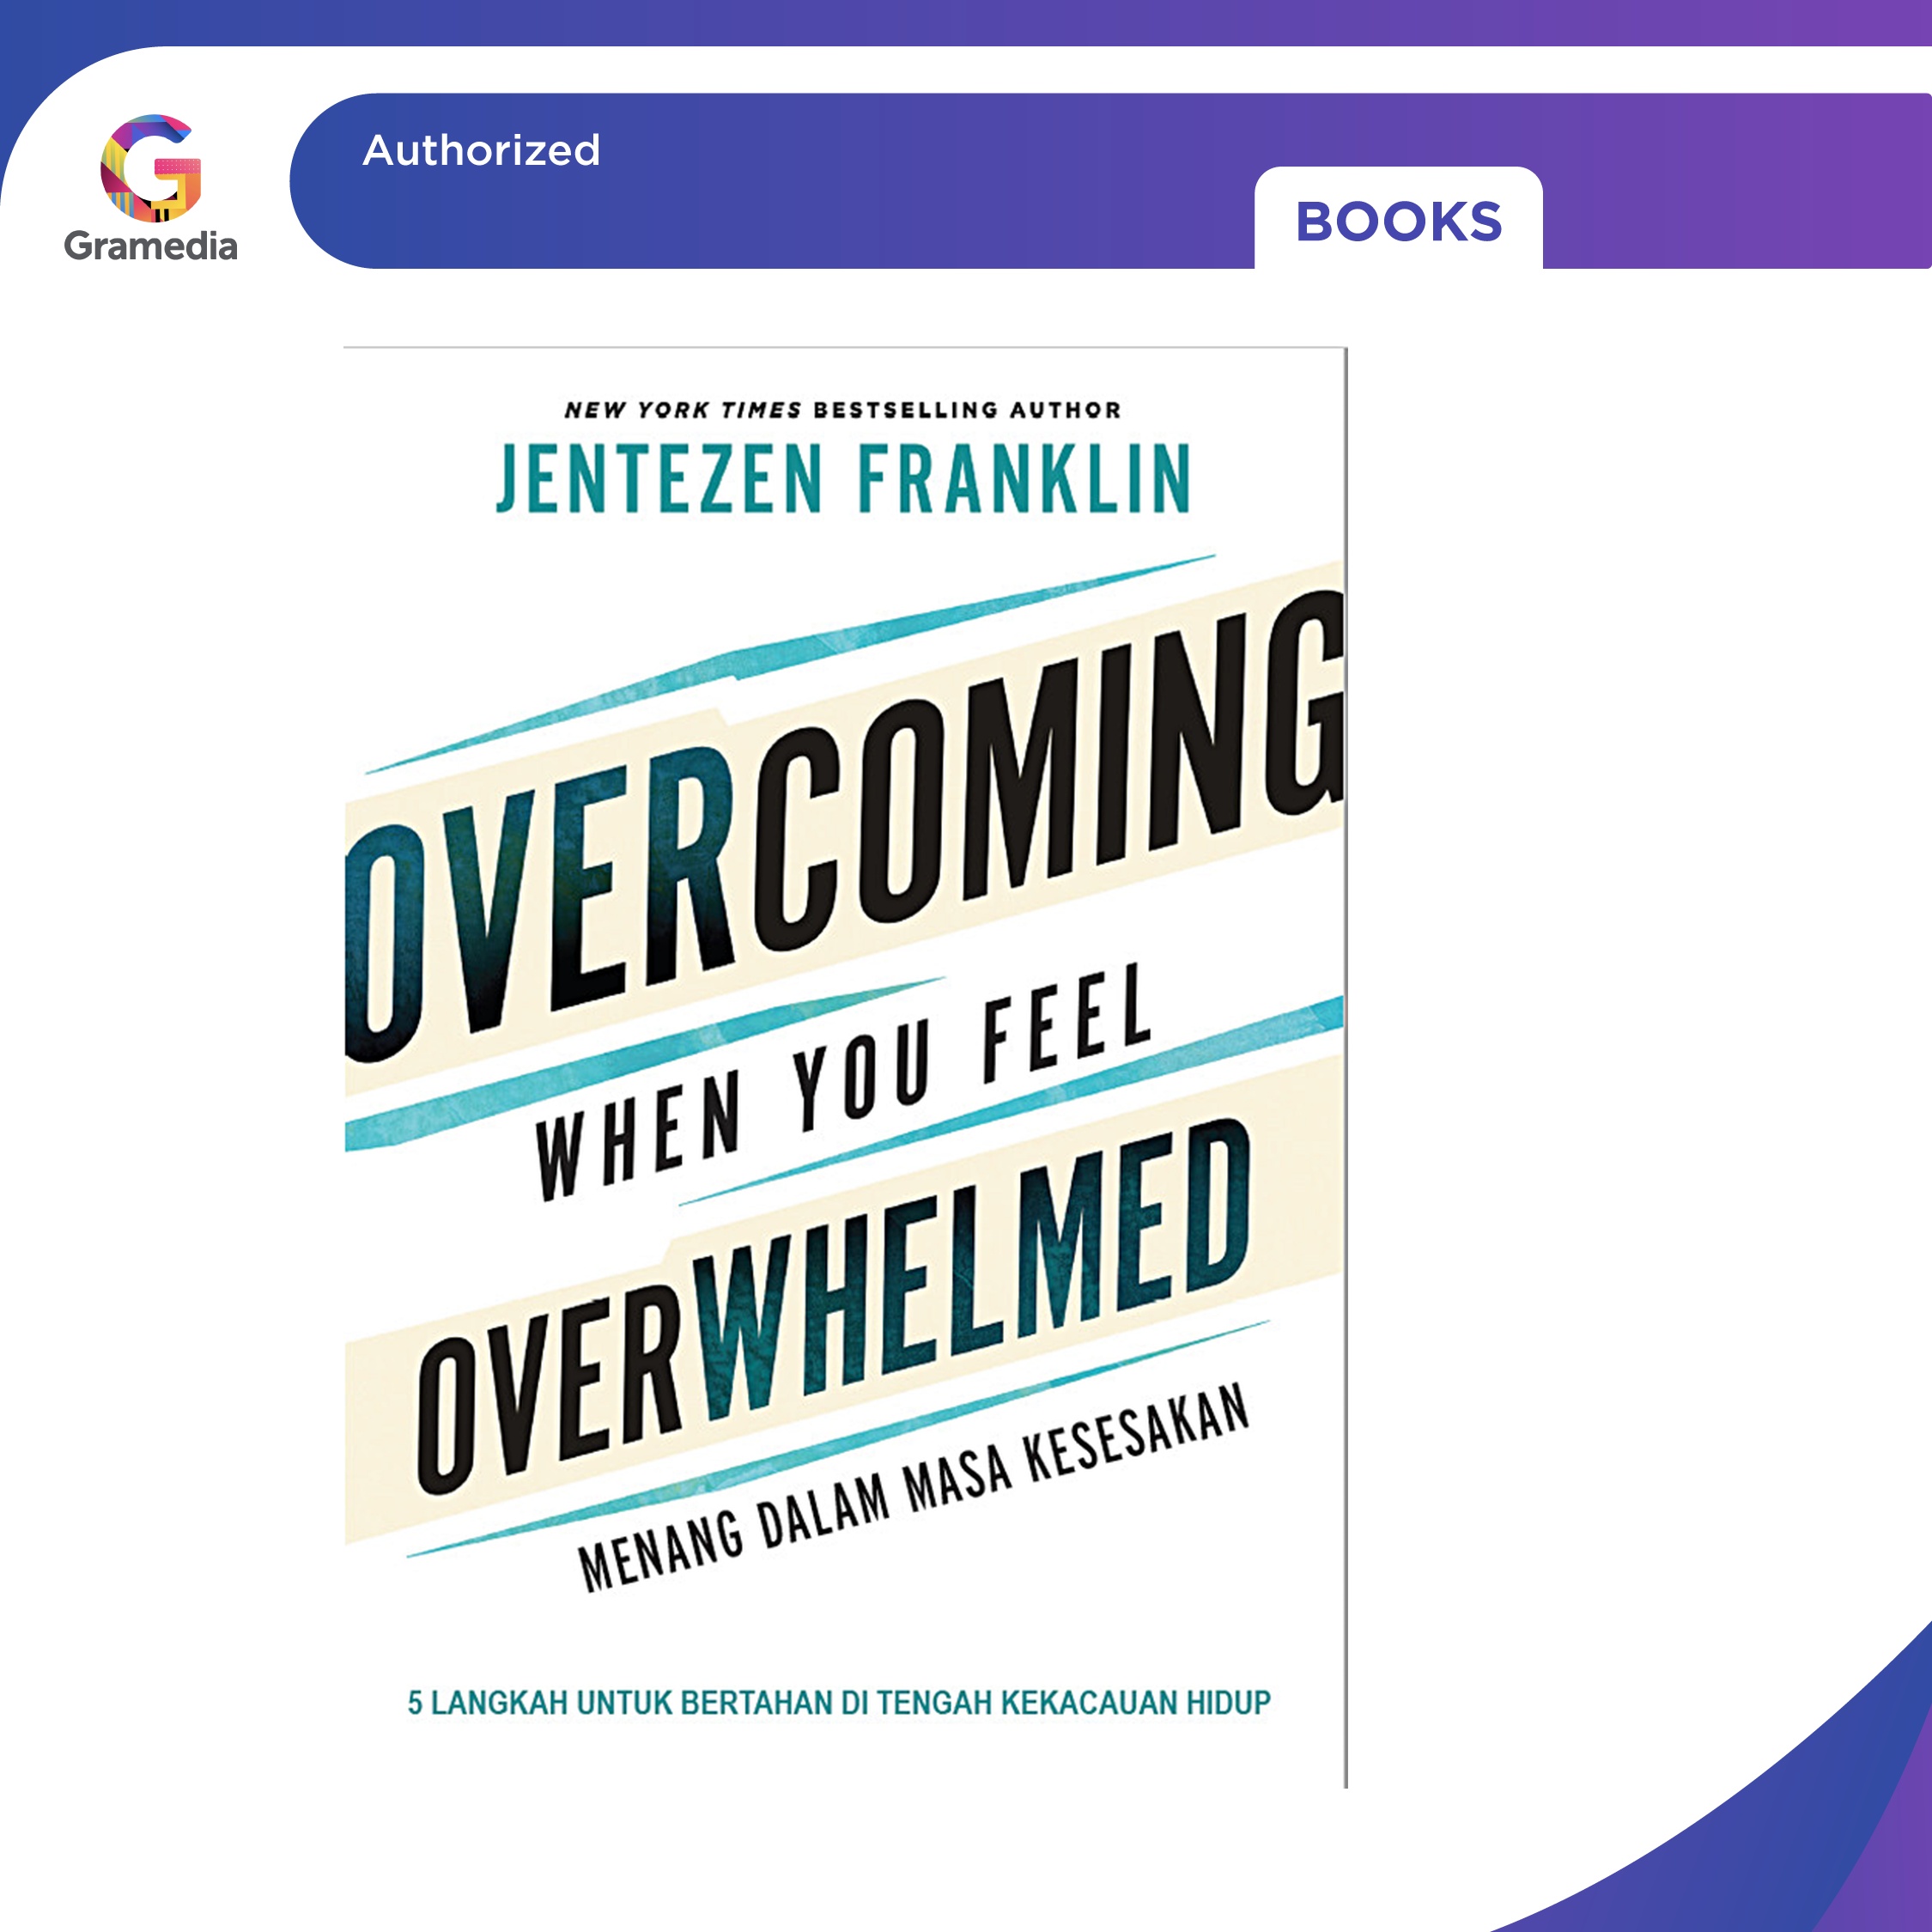 Gramedia
Authorized
BOOKS
NEW YORK TIMES BESTSELLING AUTHOR
JENTEZEN FRANKLIN
OVERCOMING
WHEN YOU FEEL
OVERWHELMED
MENANG DALAM MASA KESESAKAN
5 LANGKAH UNTUK BERTAHAN DI TENGAH KEKACAUAN HIDUP